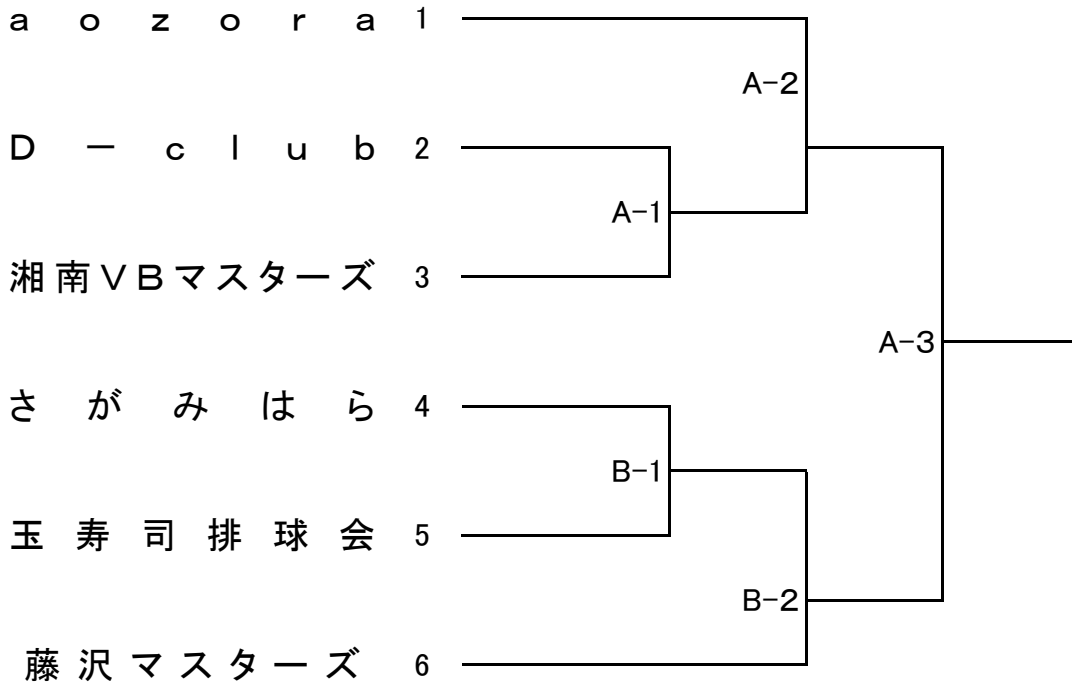 ａｏｚｏｒａ 1
A-2
Ｄ－ｃｌｕｂ 2
A-1
湘南ＶＢマスターズ 3
A-3
さがみはら 4
B-1
玉寿司排球会 5
B-2
藤沢マスターズ 6